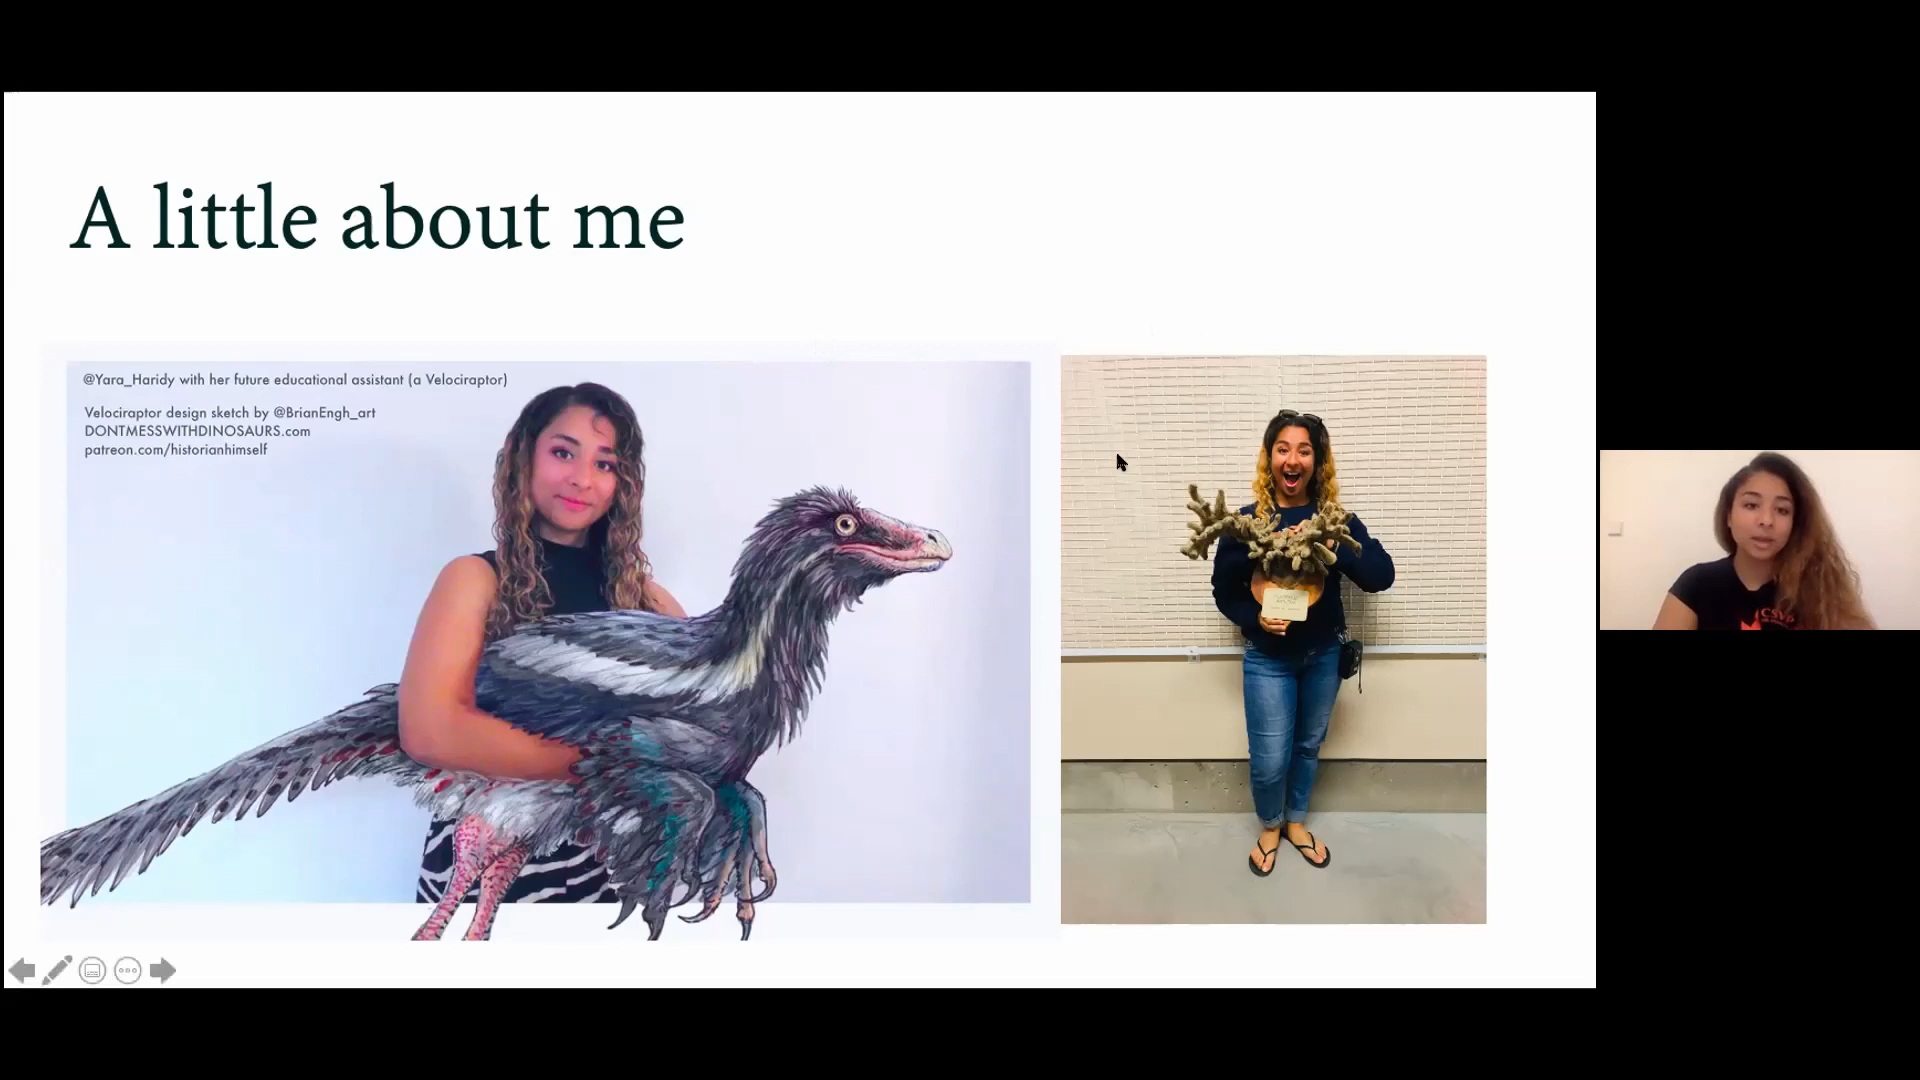 A little about me
@Yara_Haridy with her future educational assistant (a Velociraptor)
Velociraptor design sketch by @BrianEngh_art
DONTMESSWITHDINOSAURS.com
patreon.com/historianhimself
CSVP